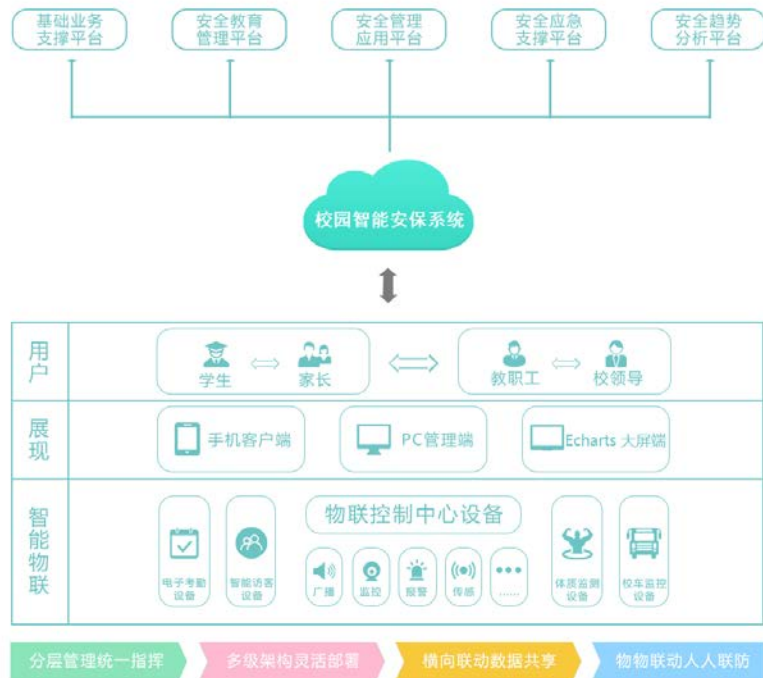 基础业务
支撑平台
安全教育
管理平台
安全管理
应用平台
安全应急
支撑平台
安全趋势
分析平台
校园智能安保系统
用户
学生
家长
教职工
校领导
展现
手机客户端
PC管理端
Echarts 大屏端
智能物联
电子考勤
设备
智能访客
设备
物联控制中心设备
广播
监控
报警
传感
......
体质监测
设备
校车监控
设备
分层管理统一指挥
多级架构灵活部署
横向联动数据共享
物物联动人人联防